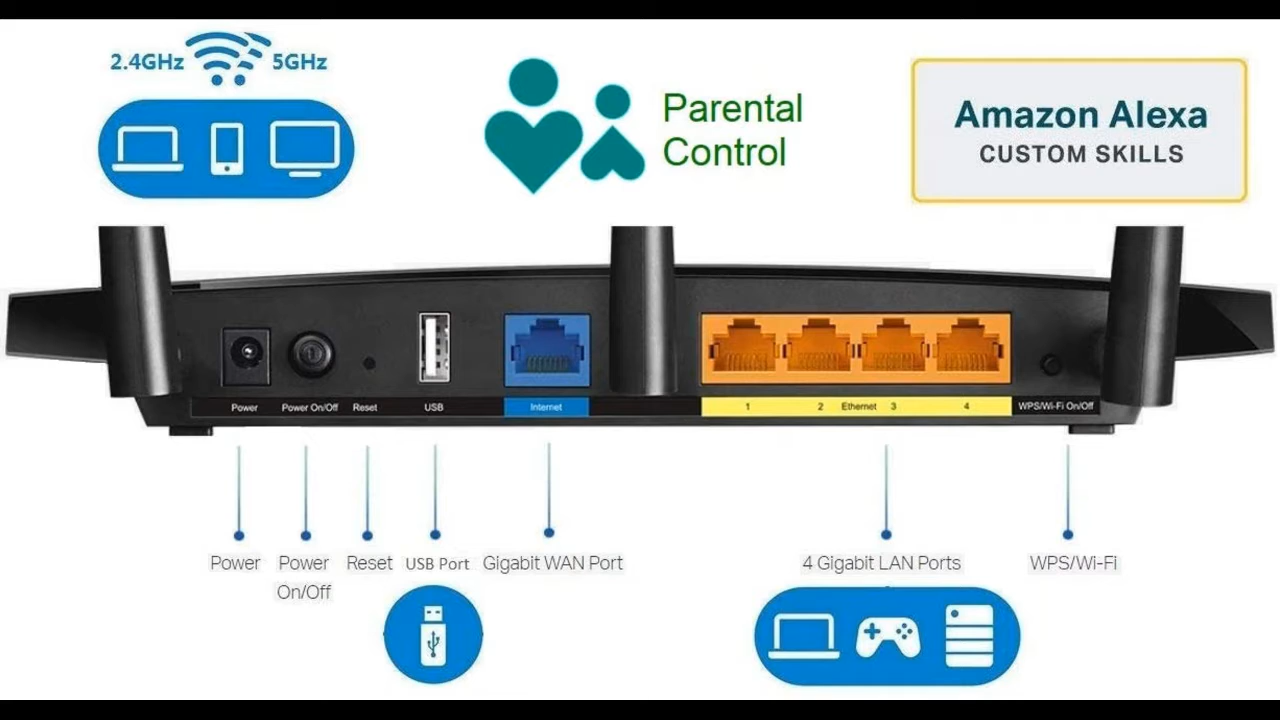 2.4GHz 5GHz
Parental
Control
Amazon Alexa
CUSTOM SKILLS
Power Power On/Off Reset USB Internet 1 2 Ethernet 3 4 WPS/Wi-Fi On/Off
Power Power Reset USB Port Gigabit WAN Port 4 Gigabit LAN Ports WPS/Wi-Fi
On/Off